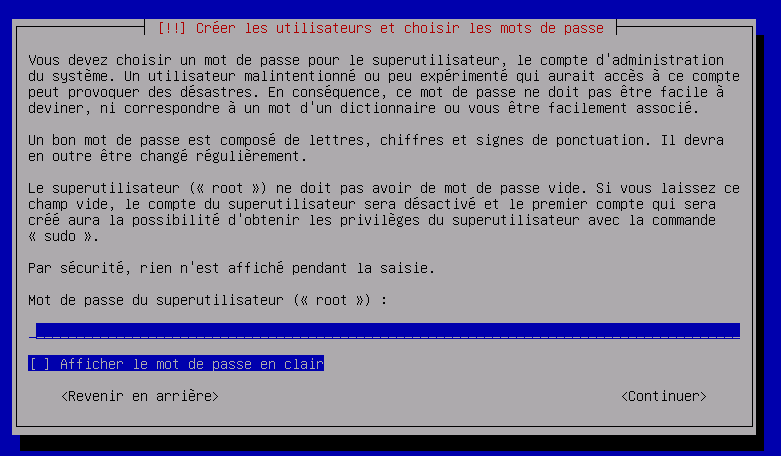 [!!] Créer les utilisateurs et choisir les mots de passe
Vous devez choisir un mot de passe pour le superutilisateur, le compte d'administration
du système. Un utilisateur malintentionné ou peu expérimenté qui aurait accès à ce compte
peut provoquer des désastres. En conséquence, ce mot de passe ne doit pas être facile à
deviner, ni correspondre à un mot d'un dictionnaire ou vous être facilement associé.
Un bon mot de passe est composé de lettres, chiffres et signes de ponctuation. Il devra
en outre être changé régulièrement.
Le superutilisateur (« root ») ne doit pas avoir de mot de passe vide. Si vous laissez ce
champ vide, le compte du superutilisateur sera désactivé et le premier compte qui sera
créé aura la possibilité d'obtenir les privilèges du superutilisateur avec la commande
« sudo ».
Par sécurité, rien n'est affiché pendant la saisie.
Mot de passe du superutilisateur (« root ») :
[ ] Afficher le mot de passe en clair
<Revenir en arrière> <Continuer>